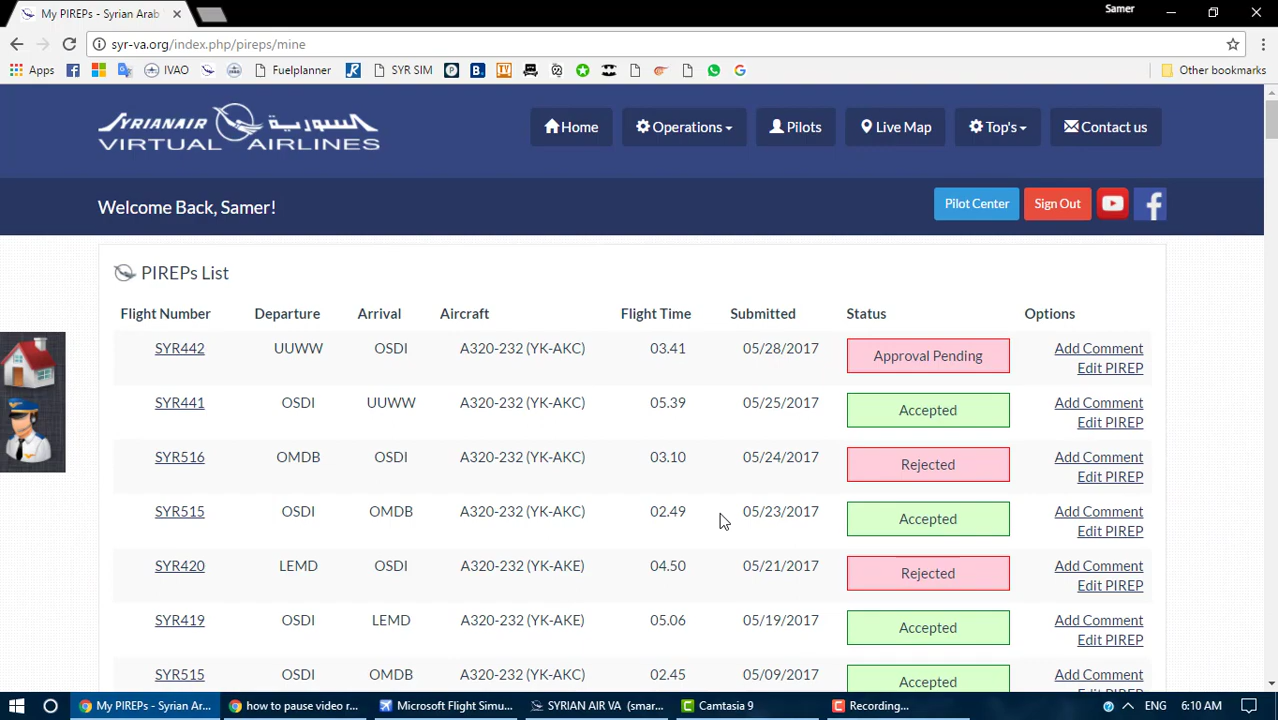 My PIREPs - Syrian Arab
Samer
syr-va.org/index.php/pireps/mine
Apps IVAO Fuelplanner SYR SIM Other bookmarks
SYRIANAIR السورية
VIRTUAL AIRLINES
Home Operations Pilots Live Map Top's Contact us
Welcome Back, Samer!
Pilot Center Sign Out
PIREPs List
Flight Number Departure Arrival Aircraft Flight Time Submitted Status Options
SYR442 UUWW OSDI A320-232 (YK-AKC) 03.41 05/28/2017 Approval Pending Add Comment
Edit PIREP
SYR441 OSDI UUWW A320-232 (YK-AKC) 05.39 05/25/2017 Accepted Add Comment
Edit PIREP
SYR516 OMDB OSDI A320-232 (YK-AKC) 03.10 05/24/2017 Rejected Add Comment
Edit PIREP
SYR515 OSDI OMDB A320-232 (YK-AKC) 02.49 05/23/2017 Accepted Add Comment
Edit PIREP
SYR420 LEMD OSDI A320-232 (YK-AKE) 04.50 05/21/2017 Rejected Add Comment
Edit PIREP
SYR419 OSDI LEMD A320-232 (YK-AKE) 05.06 05/19/2017 Accepted Add Comment
Edit PIREP
SYR515 OSDI OMDB A320-232 (YK-AKC) 02.45 05/09/2017 Accepted Add Comment
My PIREPs - Syrian Ar... how to pause video r... Microsoft Flight Simu... SYRIAN AIR VA (smar... Camtasia 9 Recording... ENG 6:10 AM